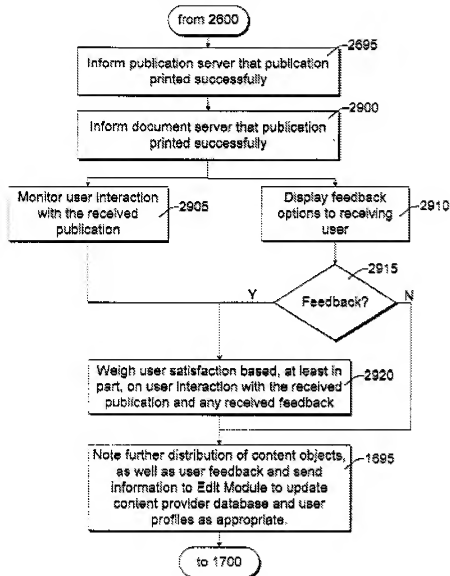 from 2600
Inform publication server that publication
printed successfully
2695
Inform document server that publication
printed successfully
2900
Monitor user interaction
with the received
publication
2905
Display feedback
options to receiving
user
2910
2915
Feedback?
Y
N
Weigh user satisfaction based, at least in
part, on user interaction with the received
publication and any received feedback
2920
Note further distribution of content objects,
as well as user feedback and send
information to Edit Module to update
content provider database and user
profiles as appropriate.
1695
to 1700